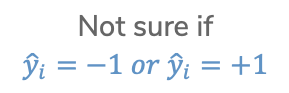 Not sure if
ŷᵢ = −1 or ŷᵢ = +1